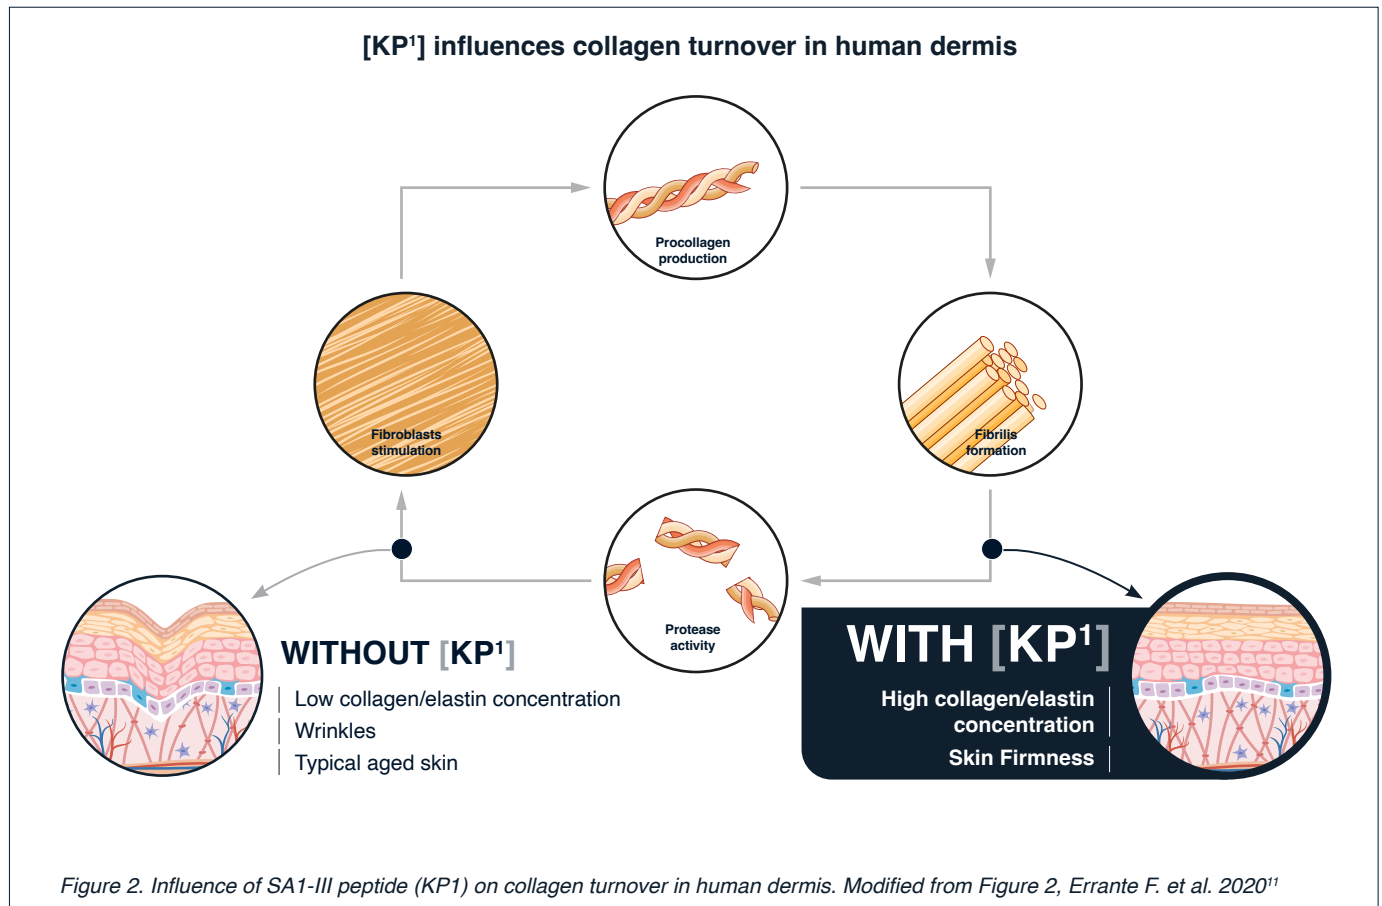 [KP¹] influences collagen turnover in human dermis
Procollagen
production
Fibroblasts
stimulation
Fibrilis
formation
Protease
activity
WITHOUT [KP¹]
Low collagen/elastin concentration
Wrinkles
Typical aged skin
WITH [KP¹]
High collagen/elastin
concentration
Skin Firmness
Figure 2. Influence of SA1-III peptide (KP1) on collagen turnover in human dermis. Modified from Figure 2, Errante F. et al. 2020¹¹